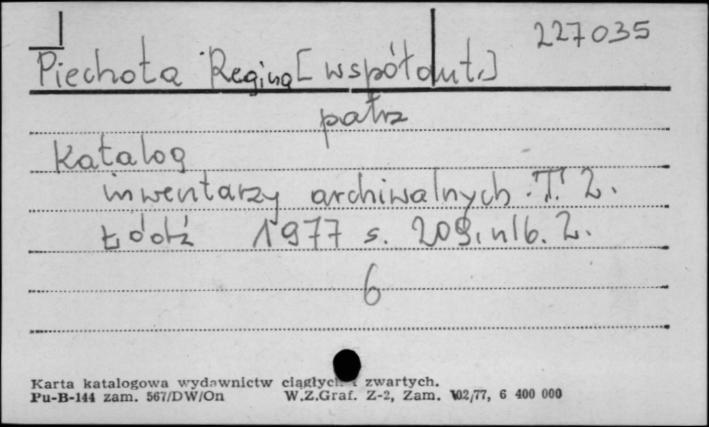 227035
Piechota Regina [współaut.]
patrz
Katalog
inwentarzy archiwalnych. T. 2.
Łódź 1977 s. 209, nlb. 2.
6
Karta katalogowa wydawnictw ciągłych i zwartych.
Pu-B-144 zam. 567/DW/On W.Z.Graf. Z-2, Zam. 102/77, 6 400 000